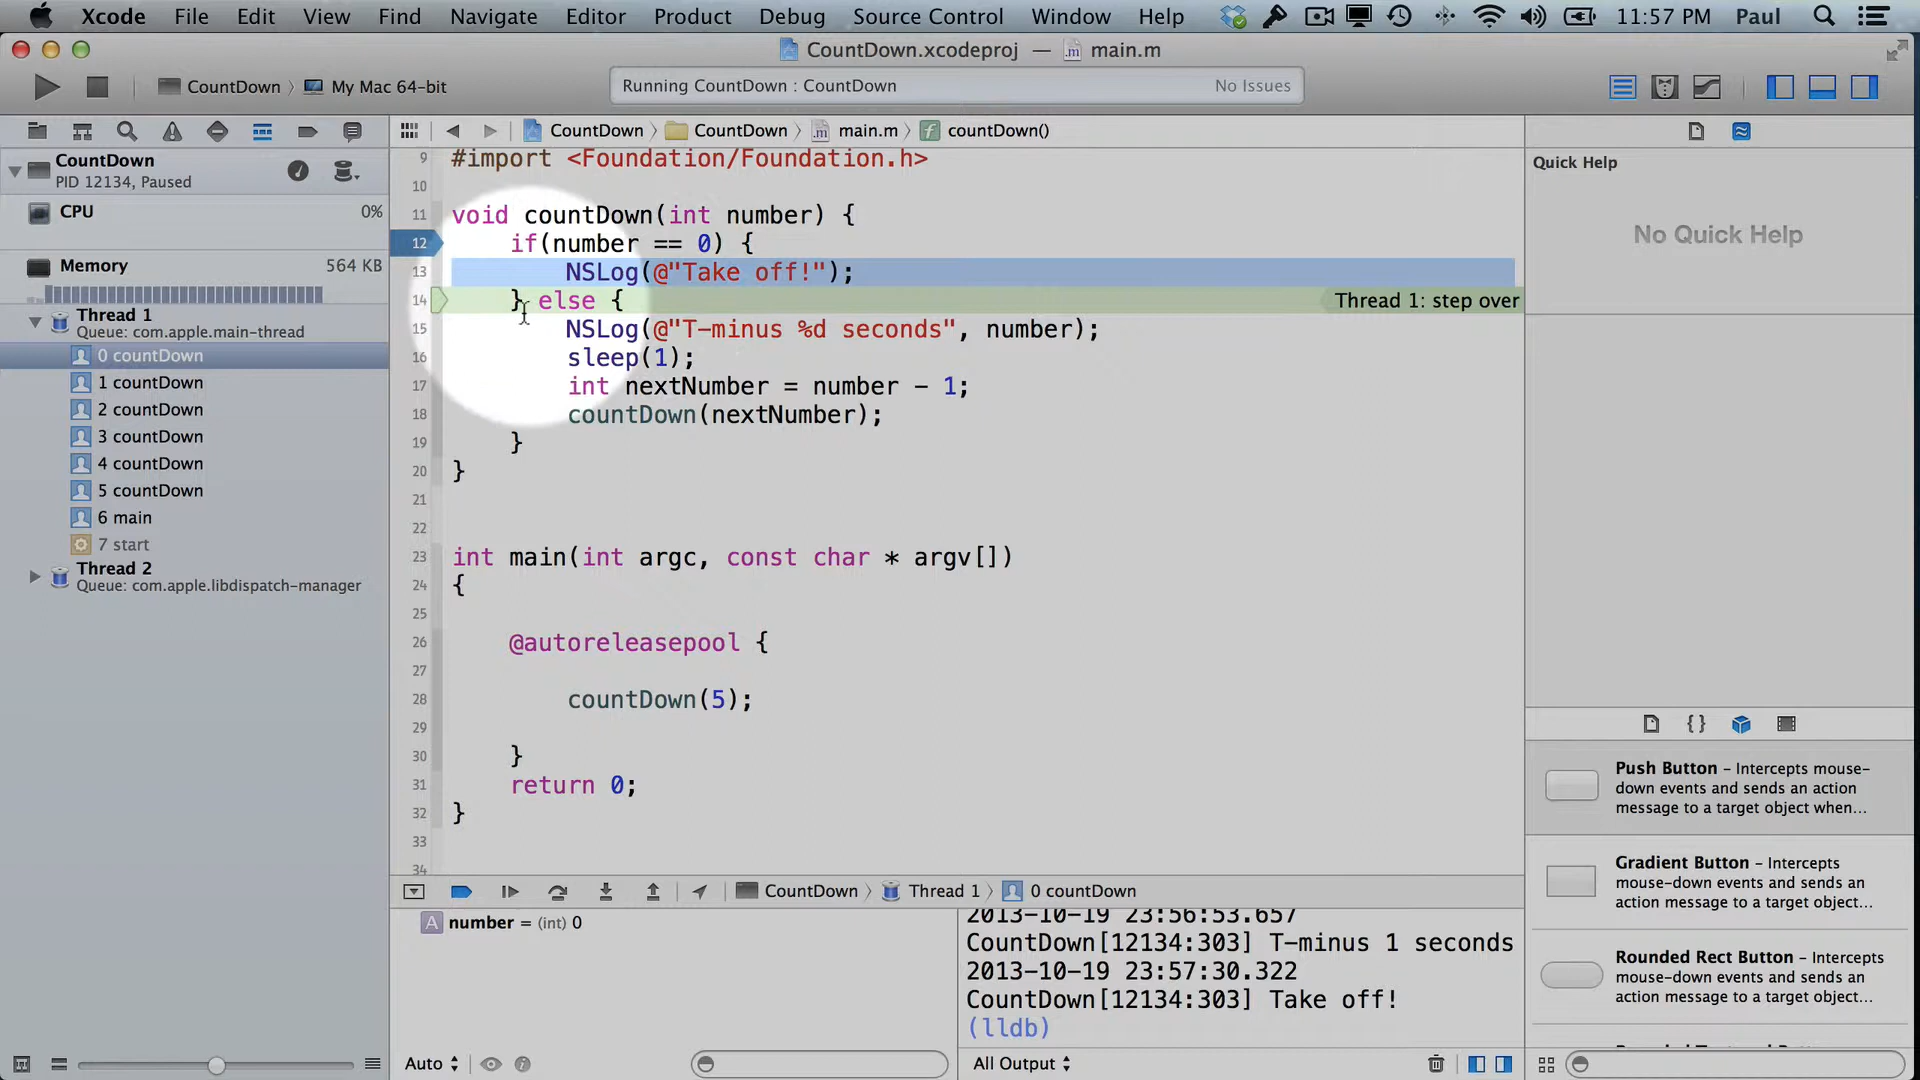 Xcode File Edit View Find Navigate Editor Product Debug Source Control Window Help 11:57 PM Paul
CountDown.xcodeproj — main.m
CountDown My Mac 64-bit
Running CountDown : CountDown No Issues
CountDown CountDown main.m countDown()
CountDown
PID 12134, Paused
CPU 0%
Memory 564 KB
Thread 1
Queue: com.apple.main-thread
0 countDown
1 countDown
2 countDown
3 countDown
4 countDown
5 countDown
6 main
7 start
Thread 2
Queue: com.apple.libdispatch-manager
9 #import <Foundation/Foundation.h>
10
11 void countDown(int number) {
12 if(number == 0) {
13 NSLog(@"Take off!");
14 } else { Thread 1: step over
15 NSLog(@"T-minus %d seconds", number);
16 sleep(1);
17 int nextNumber = number - 1;
18 countDown(nextNumber);
19 }
20 }
21
22
23 int main(int argc, const char * argv[])
24 {
25
26 @autoreleasepool {
27
28 countDown(5);
29
30 }
31 return 0;
32 }
33
34
CountDown Thread 1 0 countDown
A number = (int) 0
2013-10-19 23:56:53.657
CountDown[12134:303] T-minus 1 seconds
2013-10-19 23:57:30.322
CountDown[12134:303] Take off!
(lldb)
Auto
All Output
Quick Help
No Quick Help
{ }
Push Button – Intercepts mouse-
down events and sends an action
message to a target object when...
Gradient Button – Intercepts
mouse-down events and sends an
action message to a target object...
Rounded Rect Button – Intercepts
mouse-down events and sends an
action message to a target object...